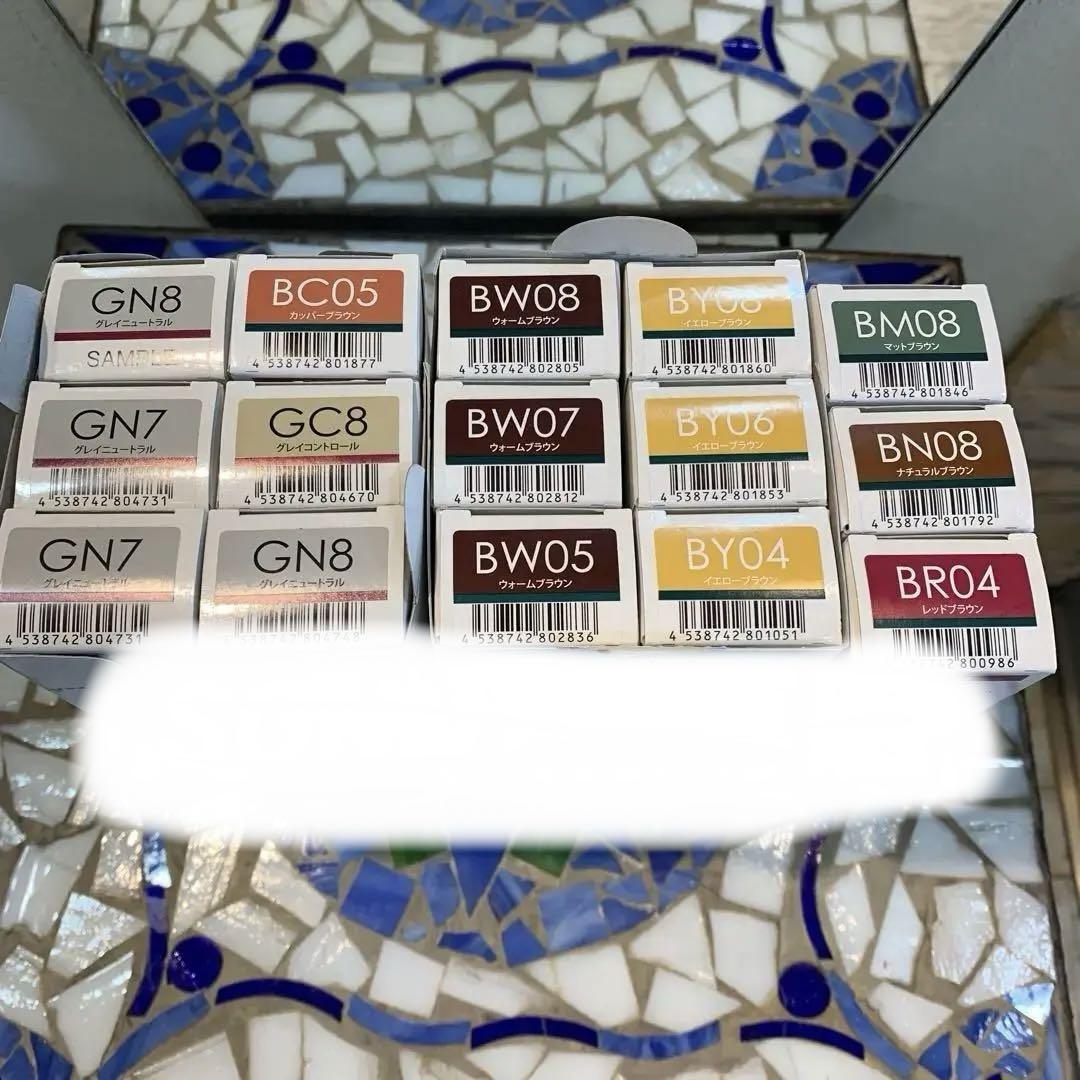 GN8
グレイニュートラル
SAMPLE
BC05
カッパーブラウン
4 538742 801877
BW08
ウォームブラウン
4 538742 802805
BY08
イエローブラウン
4 538742 801860
BM08
マットブラウン
4 538742 801846
GN7
グレイニュートラル
4 538742 804731
GC8
グレイコントロール
4 538742 804670
BW07
ウォームブラウン
4 538742 802812
BY06
イエローブラウン
4 538742 801853
BN08
ナチュラルブラウン
4 538742 801792
GN7
グレイニュートラル
4 538742 804731
GN8
グレイニュートラル
4 538742 804748
BW05
ウォームブラウン
4 538742 802836
BY04
イエローブラウン
4 538742 801051
BR04
レッドブラウン
800986